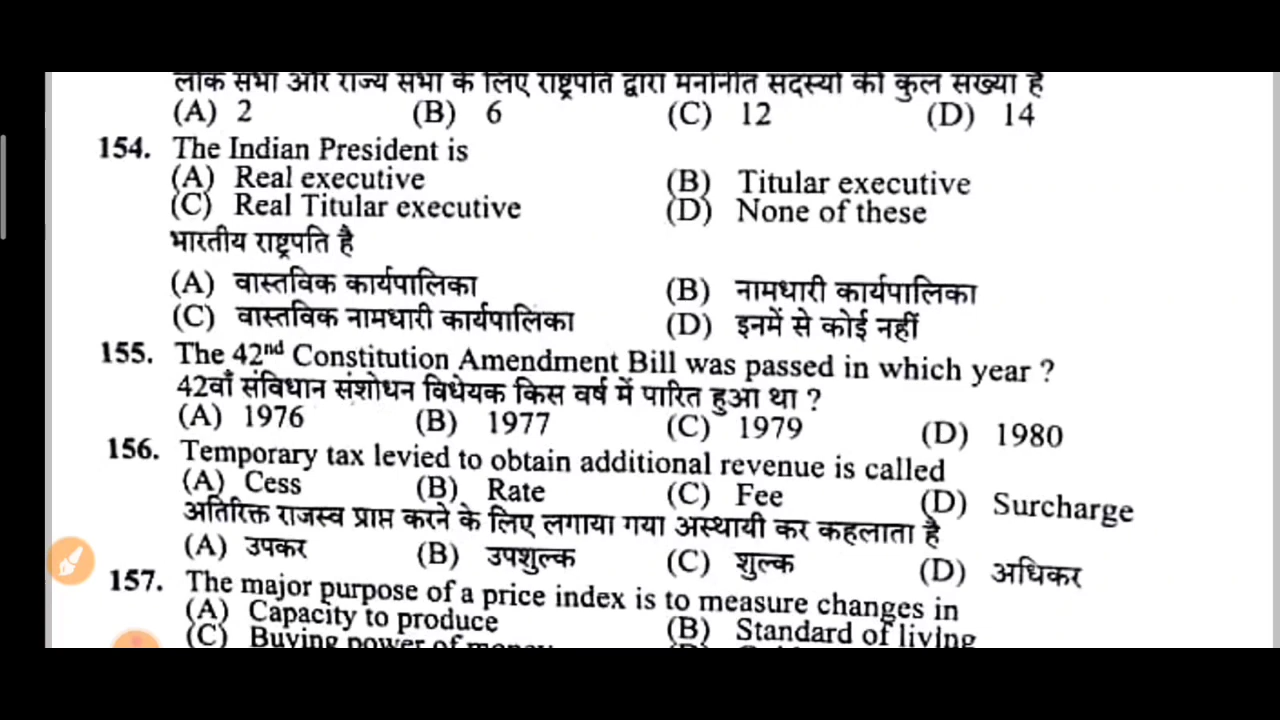 लोक सभा और राज्य सभा के लिए राष्ट्रपति द्वारा मनोनीत सदस्यों की कुल संख्या है
(A) 2 (B) 6 (C) 12 (D) 14
154. The Indian President is
(A) Real executive (B) Titular executive
(C) Real Titular executive (D) None of these
भारतीय राष्ट्रपति है
(A) वास्तविक कार्यपालिका (B) नामधारी कार्यपालिका
(C) वास्तविक नामधारी कार्यपालिका (D) इनमें से कोई नहीं
155. The 42nd Constitution Amendment Bill was passed in which year ?
42वाँ संविधान संशोधन विधेयक किस वर्ष में पारित हुआ था ?
(A) 1976 (B) 1977 (C) 1979 (D) 1980
156. Temporary tax levied to obtain additional revenue is called
(A) Cess (B) Rate (C) Fee (D) Surcharge
अतिरिक्त राजस्व प्राप्त करने के लिए लगाया गया अस्थायी कर कहलाता है
(A) उपकर (B) उपशुल्क (C) शुल्क (D) अधिकर
157. The major purpose of a price index is to measure changes in
(A) Capacity to produce (B) Standard of living
(C) Buying power of money